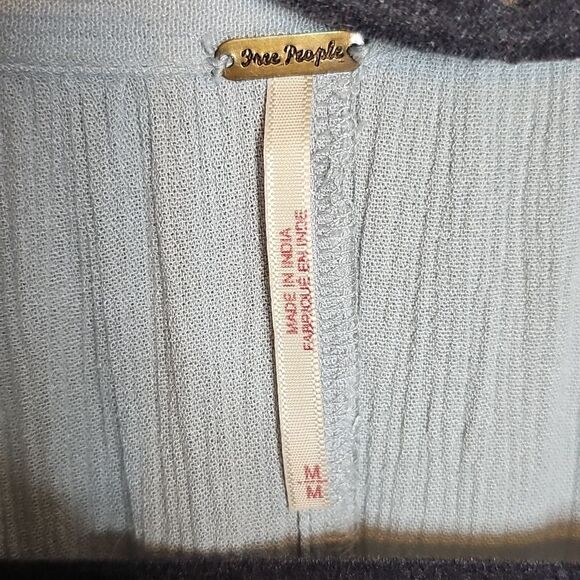 Free People
MADE IN INDIA
FABRIQUÉ EN INDE
M
M